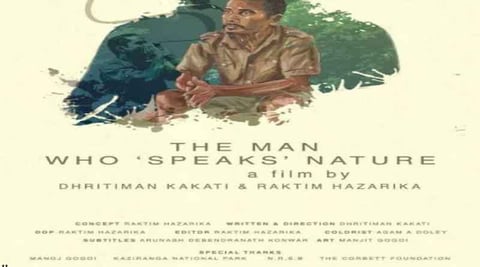 THE MAN
WHO 'SPEAKS' NATURE
a film by
DHRITIMAN KAKATI & RAKTIM HAZARIKA
CONCEPT RAKTIM HAZARIKA WRITTEN & DIRECTION DHRITIMAN KAKATI
DOP RAKTIM HAZARIKA EDITOR RAKTIM HAZARIKA COLORIST AGAM A DOLEY
SUBTITLES ARUNABH DEBENDRANATH KONWAR ART MANJIT GOGOI
SPECIAL THANKS
MANOJ GOGOI KAZIRANGA NATIONAL PARK N.R.S.B THE CORBETT FOUNDATION